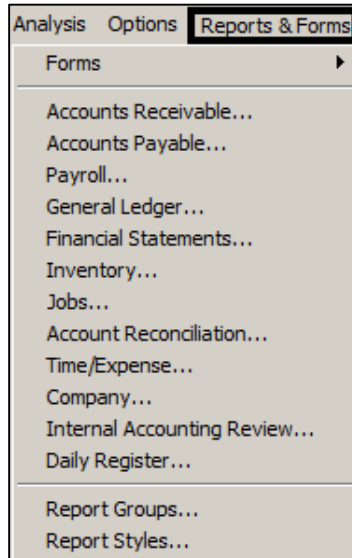 Analysis Options Reports & Forms
Forms
Accounts Receivable...
Accounts Payable...
Payroll...
General Ledger...
Financial Statements...
Inventory...
Jobs...
Account Reconciliation...
Time/Expense...
Company...
Internal Accounting Review...
Daily Register...
Report Groups...
Report Styles...